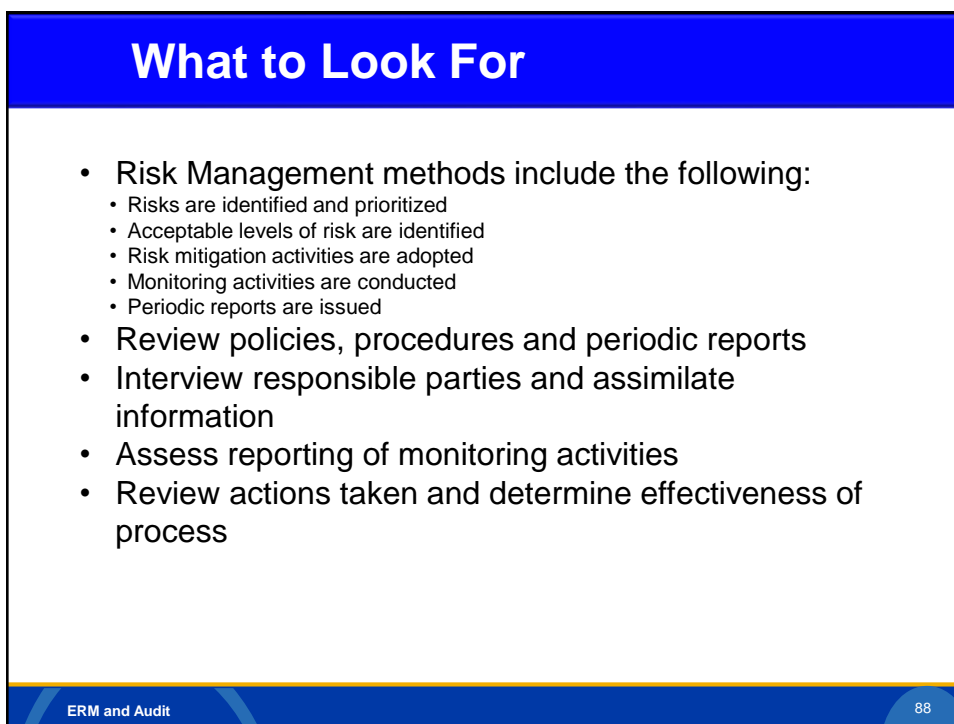 What to Look For
• Risk Management methods include the following:
• Risks are identified and prioritized
• Acceptable levels of risk are identified
• Risk mitigation activities are adopted
• Monitoring activities are conducted
• Periodic reports are issued
• Review policies, procedures and periodic reports
• Interview responsible parties and assimilate
information
• Assess reporting of monitoring activities
• Review actions taken and determine effectiveness of
process
ERM and Audit
88